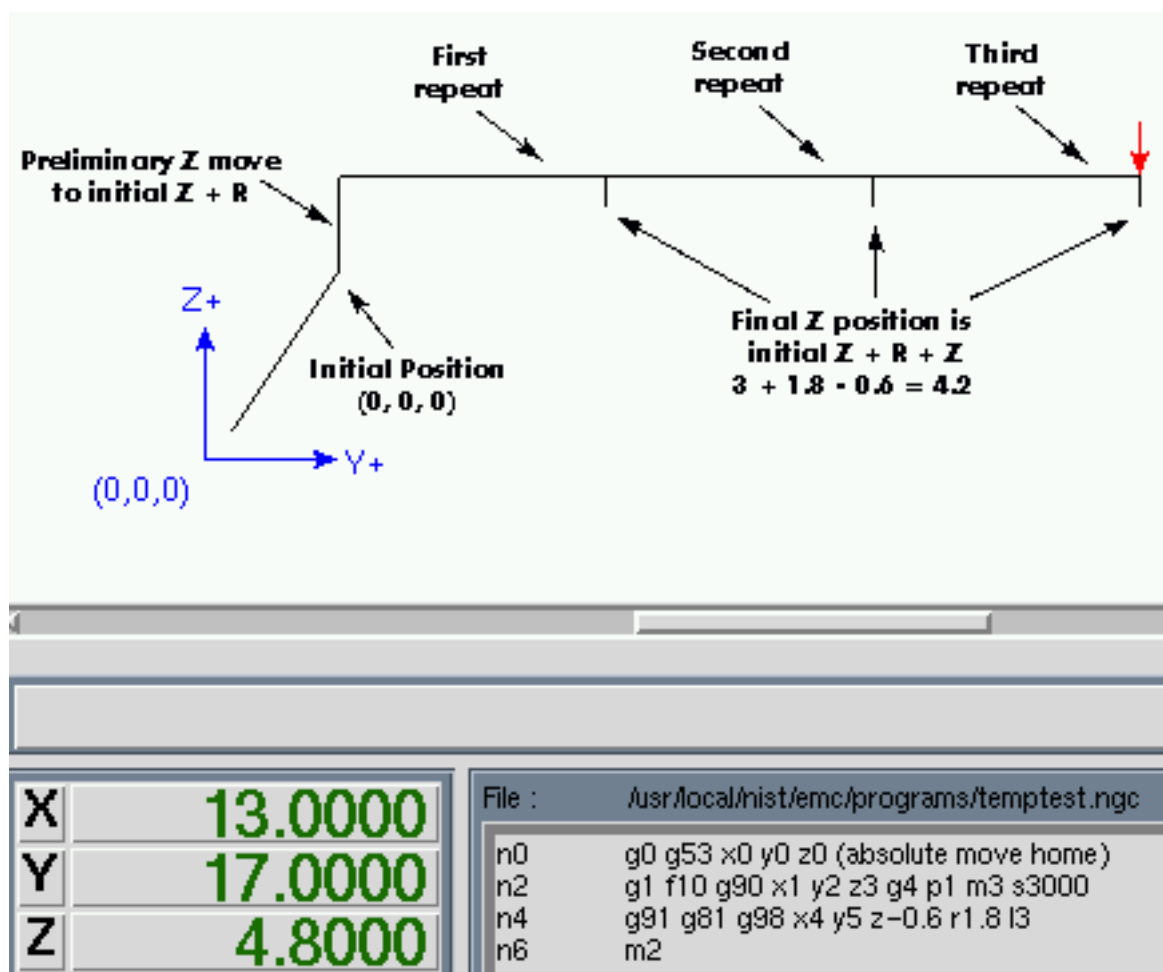 First
repeat
Second
repeat
Third
repeat
Preliminary Z move
to initial Z + R
Z+
Initial Position
(0, 0, 0)
Final Z position is
initial Z + R + Z
3 + 1.8 - 0.6 = 4.2
Y+
(0,0,0)
X 13.0000
Y 17.0000
Z 4.8000
File : /usr/local/nist/emc/programs/temptest.ngc
n0 g0 g53 x0 y0 z0 (absolute move home)
n2 g1 f10 g90 x1 y2 z3 g4 p1 m3 s3000
n4 g91 g81 g98 x4 y5 z-0.6 r1.8 l3
n6 m2